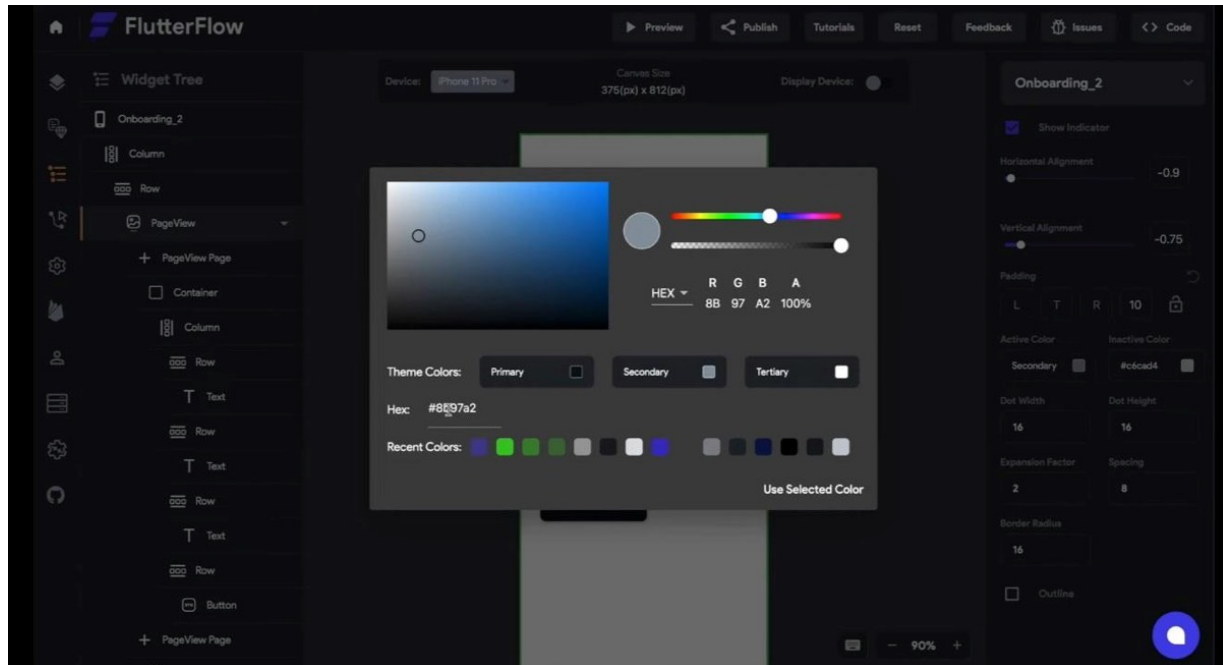 FlutterFlow
Preview
Publish
Tutorials
Reset
Feedback
Issues
<> Code
Widget Tree
Onboarding_2
Column
Row
PageView
PageView Page
Container
Column
Row
Text
Row
Text
Row
Text
Row
Button
PageView Page
Device: iPhone 11 Pro
Canvas Size
375(px) x 812(px)
Display Device:
HEX
R G B A
8B 97 A2 100%
Theme Colors: Primary Secondary Tertiary
Hex: #8b97a2
Recent Colors:
Use Selected Color
90%
Onboarding_2
Show Indicator
Horizontal Alignment
-0.9
Vertical Alignment
-0.75
Padding
L T R 10
Active Color Inactive Color
Secondary #c6cad4
Dot Width Dot Height
16 16
Expansion Factor Spacing
2 8
Border Radius
16
Outline